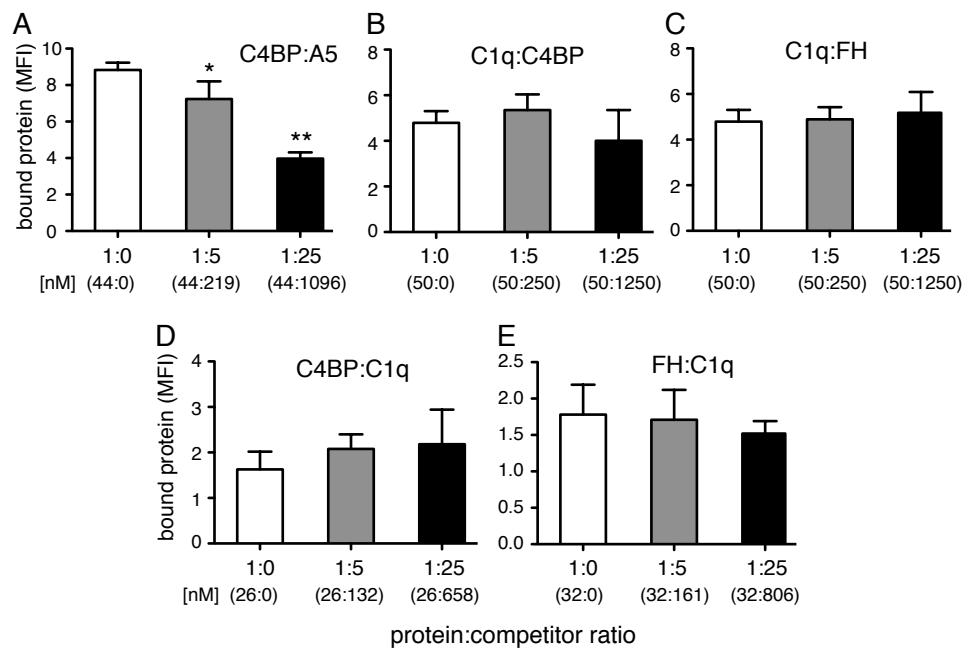 A B C
C4BP:A5 C1q:C4BP C1q:FH
bound protein (MFI)
10 8 6 4 2 0
* **
8 6 4 2 0
8 6 4 2 0
1:0 1:5 1:25 1:0 1:5 1:25 1:0 1:5 1:25
[nM] (44:0) (44:219) (44:1096) (50:0) (50:250) (50:1250) (50:0) (50:250) (50:1250)
D E
C4BP:C1q FH:C1q
bound protein (MFI)
4 3 2 1 0
2.5 2.0 1.5 1.0 0.5 0.0
1:0 1:5 1:25 1:0 1:5 1:25
[nM] (26:0) (26:132) (26:658) (32:0) (32:161) (32:806)
protein:competitor ratio